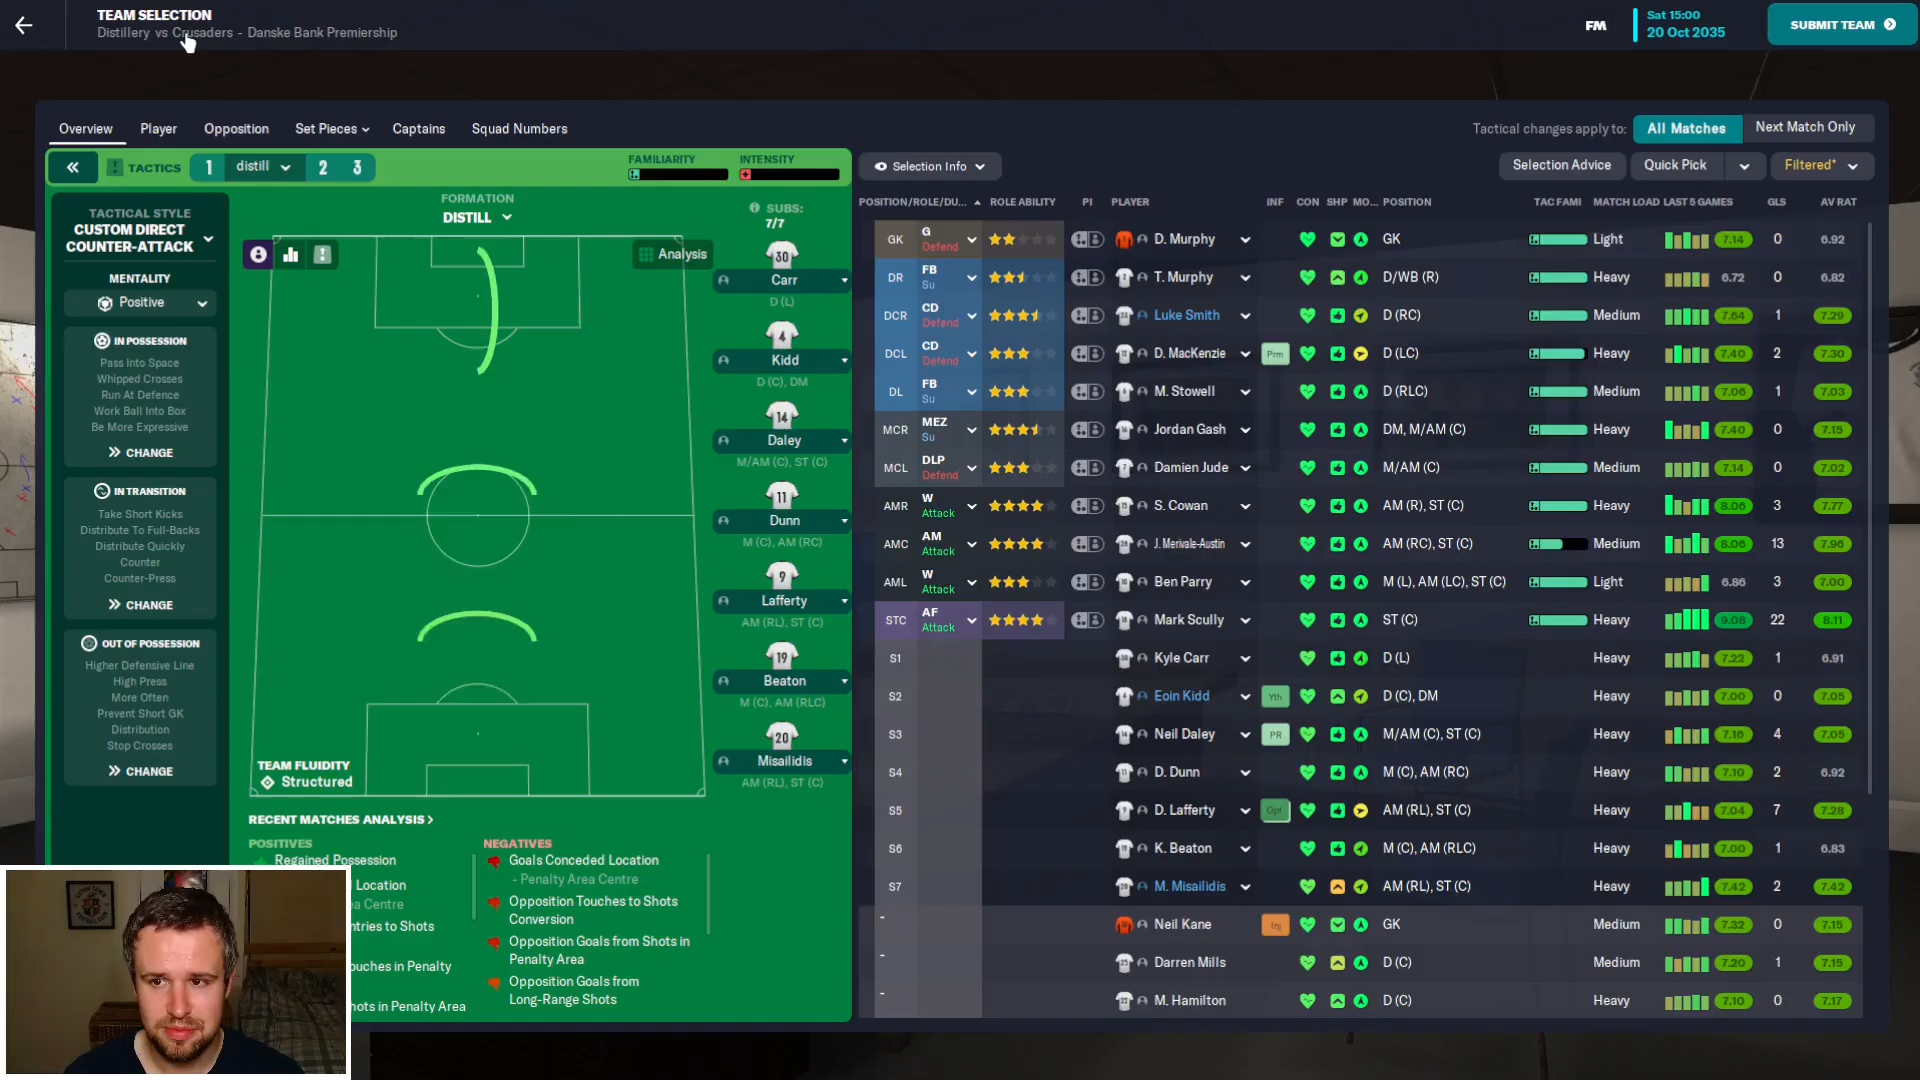 TEAM SELECTION
Distillery vs Crusaders - Danske Bank Premiership
FM
Sat 15:00
20 Oct 2035
SUBMIT TEAM
Overview Player Opposition Set Pieces Captains Squad Numbers
Tactical changes apply to: All Matches Next Match Only
TACTICS 1 distill 2 3
FAMILIARITY
INTENSITY
Selection Info
Selection Advice Quick Pick Filtered*
TACTICAL STYLE
CUSTOM DIRECT
COUNTER-ATTACK
MENTALITY
Positive
IN POSSESSION
Pass Into Space
Whipped Crosses
Run At Defence
Work Ball Into Box
Be More Expressive
CHANGE
IN TRANSITION
Take Short Kicks
Distribute To Full-Backs
Distribute Quickly
Counter
Counter-Press
CHANGE
OUT OF POSSESSION
Higher Defensive Line
High Press
More Often
Prevent Short GK
Distribution
Stop Crosses
CHANGE
FORMATION
DISTILL
Analysis
TEAM FLUIDITY
Structured
SUBS:
7/7
30
Carr
D (L)
4
Kidd
D (C), DM
14
Daley
M/AM (C), ST (C)
11
Dunn
M (C), AM (RC)
9
Lafferty
AM (RL), ST (C)
19
Beaton
M (C), AM (RLC)
20
Misailidis
AM (RL), ST (C)
RECENT MATCHES ANALYSIS >
POSITIVES
Regained Possession
Location
ea Centre
ntries to Shots
ouches in Penalty
hots in Penalty Area
NEGATIVES
Goals Conceded Location
- Penalty Area Centre
Opposition Touches to Shots
Conversion
Opposition Goals from Shots in
Penalty Area
Opposition Goals from
Long-Range Shots
POSITION/ROLE/DU... ROLE ABILITY PI PLAYER INF CON SHP MO... POSITION TAC FAMI MATCH LOAD LAST 5 GAMES GLS AV RAT
GK G Defend D. Murphy GK Light 7.14 0 6.92
DR FB Su T. Murphy D/WB (R) Heavy 6.72 0 6.82
DCR CD Defend Luke Smith D (RC) Medium 7.64 1 7.29
DCL CD Defend D. MacKenzie Prm D (LC) Heavy 7.40 2 7.30
DL FB Su M. Stowell D (RLC) Medium 7.06 1 7.03
MCR MEZ Su Jordan Gash DM, M/AM (C) Heavy 7.40 0 7.15
MCL DLP Defend Damien Jude M/AM (C) Medium 7.14 0 7.02
AMR W Attack S. Cowan AM (R), ST (C) Heavy 8.06 3 7.77
AMC AM Attack J. Merivale-Austin AM (RC), ST (C) Medium 8.06 13 7.96
AML W Attack Ben Parry M (L), AM (LC), ST (C) Light 6.86 3 7.00
STC AF Attack Mark Scully ST (C) Heavy 9.08 22 8.11
S1 Kyle Carr D (L) Heavy 7.22 1 6.91
S2 Eoin Kidd Yth D (C), DM Heavy 7.00 0 7.05
S3 Neil Daley PR M/AM (C), ST (C) Heavy 7.16 4 7.05
S4 D. Dunn M (C), AM (RC) Heavy 7.10 2 6.92
S5 D. Lafferty Opt AM (RL), ST (C) Heavy 7.04 7 7.28
S6 K. Beaton M (C), AM (RLC) Heavy 7.00 1 6.83
S7 M. Misailidis AM (RL), ST (C) Heavy 7.42 2 7.42
- Neil Kane Inj GK Medium 7.32 0 7.15
- Darren Mills D (C) Medium 7.20 1 7.15
- M. Hamilton D (C) Heavy 7.10 0 7.17